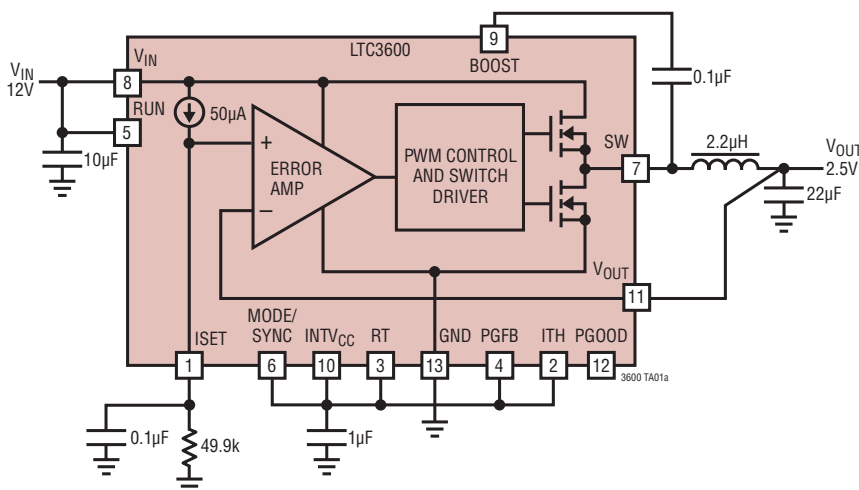 LTC3600
9
BOOST
0.1µF
VIN
12V
8
VIN
RUN
5
10µF
50µA
+
ERROR
AMP
–
PWM CONTROL
AND SWITCH
DRIVER
SW
7
2.2µH
VOUT
2.5V
22µF
VOUT
11
ISET
MODE/
SYNC
INTVCC
RT
GND
PGFB
ITH
PGOOD
1
6
10
3
13
4
2
12
3600 TA01a
0.1µF
49.9k
1µF